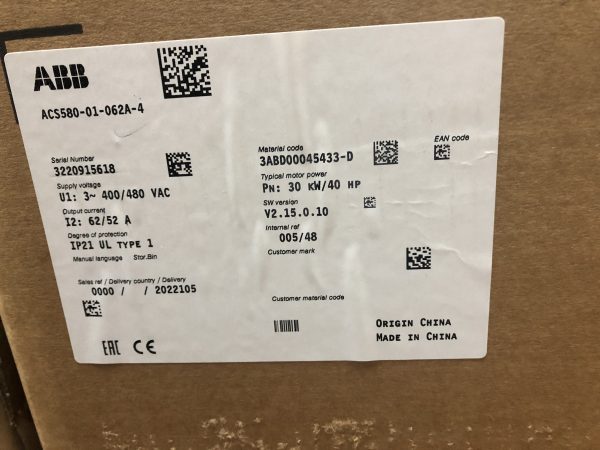 ABB
ACS580-01-062A-4
Serial Number
3220915618
Supply voltage
U1: 3~ 400/480 VAC
Output current
I2: 62/52 A
Degree of protection
IP21 UL TYPE 1
Manual language Stor.Bin
Sales ref / Delivery country / Delivery
0000 / / 2022105
EAC CE
Material code
3ABD00045433-D
EAN code
Typical motor power
PN: 30 KW/40 HP
SW version
V2.15.0.10
Internal ref
005/48
Customer mark
Customer material code
ORIGIN CHINA
MADE IN CHINA